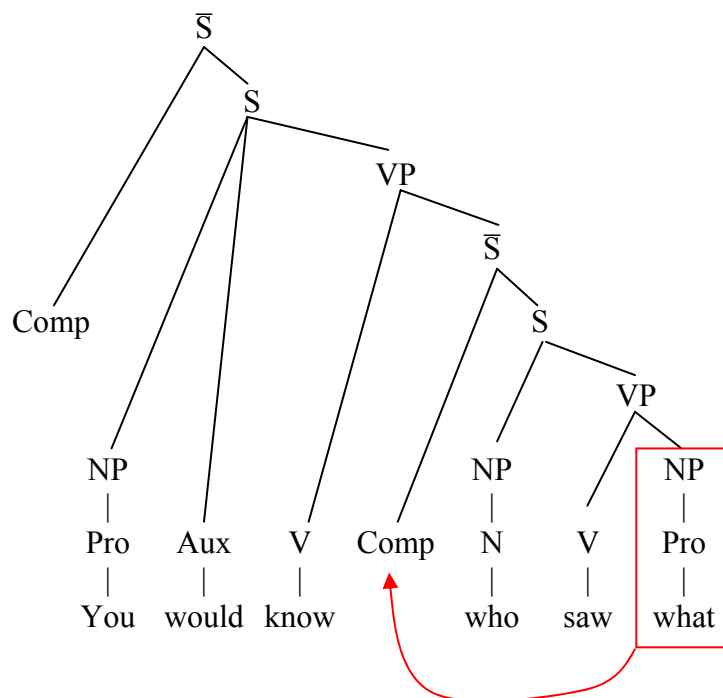 S̅
S
VP
S̅
Comp
S
VP
NP NP NP
Pro Aux V Comp N V Pro
You would know who saw what